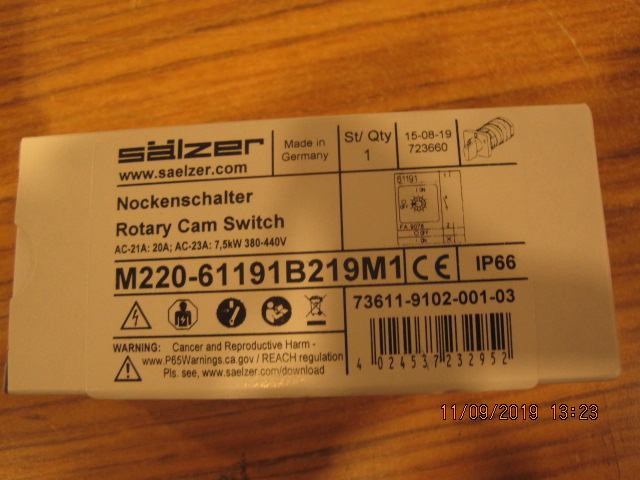 sälzer
www.saelzer.com
Made in
Germany
St/ Qty
1
15-08-19
723660
Nockenschalter
Rotary Cam Switch
AC-21A: 20A; AC-23A: 7,5kW 380-440V
61191
M220-61191B219M1
CE
IP66
73611-9102-001-03
WARNING: Cancer and Reproductive Harm -
www.P65Warnings.ca.gov / REACH regulation
Pls. see, www.saelzer.com/download
4 024537 232952
11/09/2019 13:23